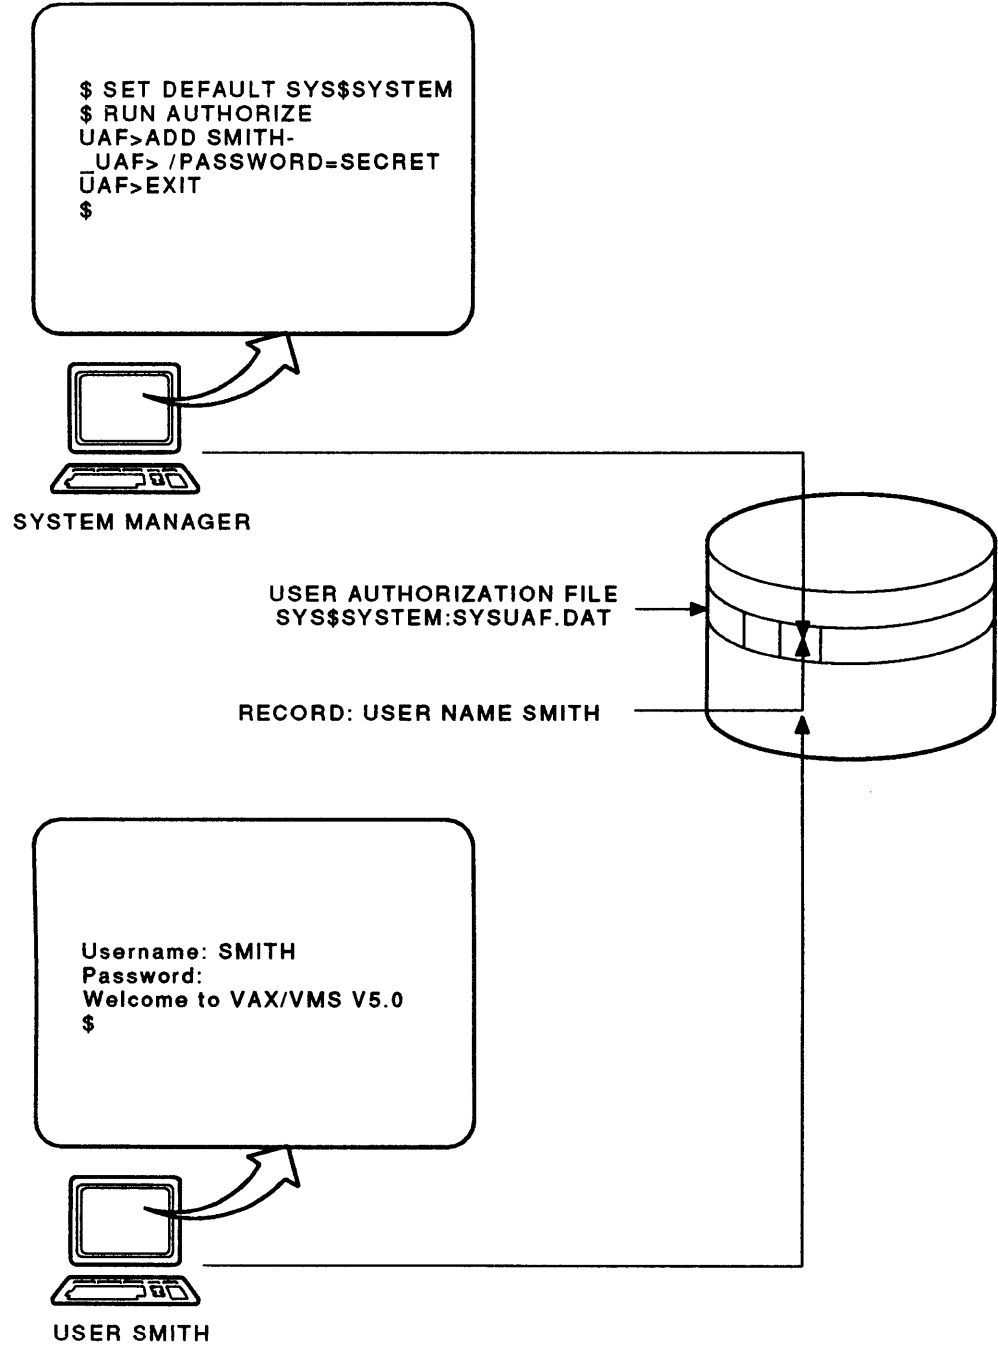 $ SET DEFAULT SYS$SYSTEM
$ RUN AUTHORIZE
UAF>ADD SMITH-
_UAF> /PASSWORD=SECRET
UAF>EXIT
$
SYSTEM MANAGER
USER AUTHORIZATION FILE
SYS$SYSTEM:SYSUAF.DAT
RECORD: USER NAME SMITH
Username: SMITH
Password:
Welcome to VAX/VMS V5.0
$
USER SMITH